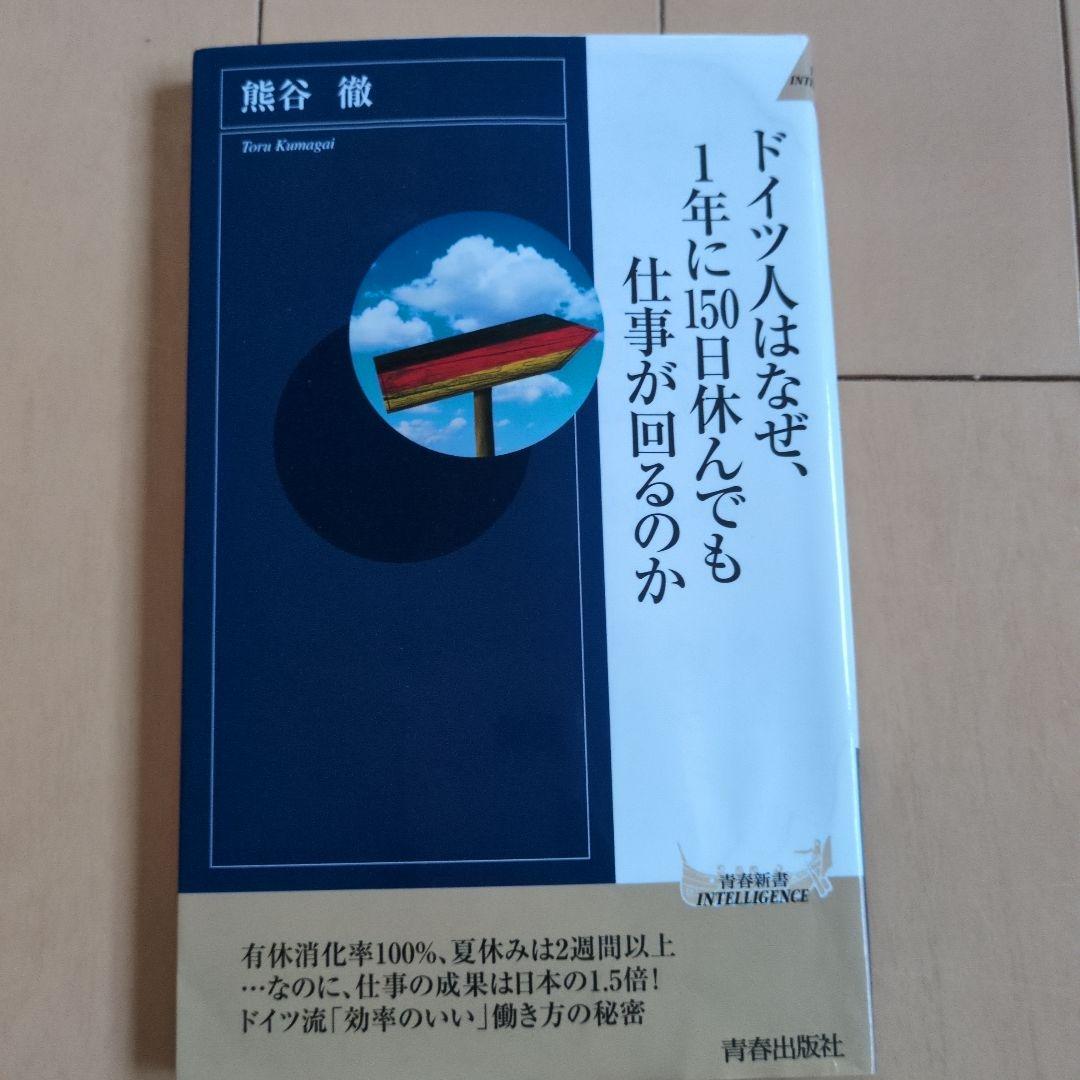 熊谷 徹
Toru Kumagai
ドイツ人はなぜ、
1年に150日休んでも
仕事が回るのか
青春新書
INTELLIGENCE
有休消化率100%、夏休みは2週間以上
…なのに、仕事の成果は日本の1.5倍!
ドイツ流「効率のいい」働き方の秘密
青春出版社